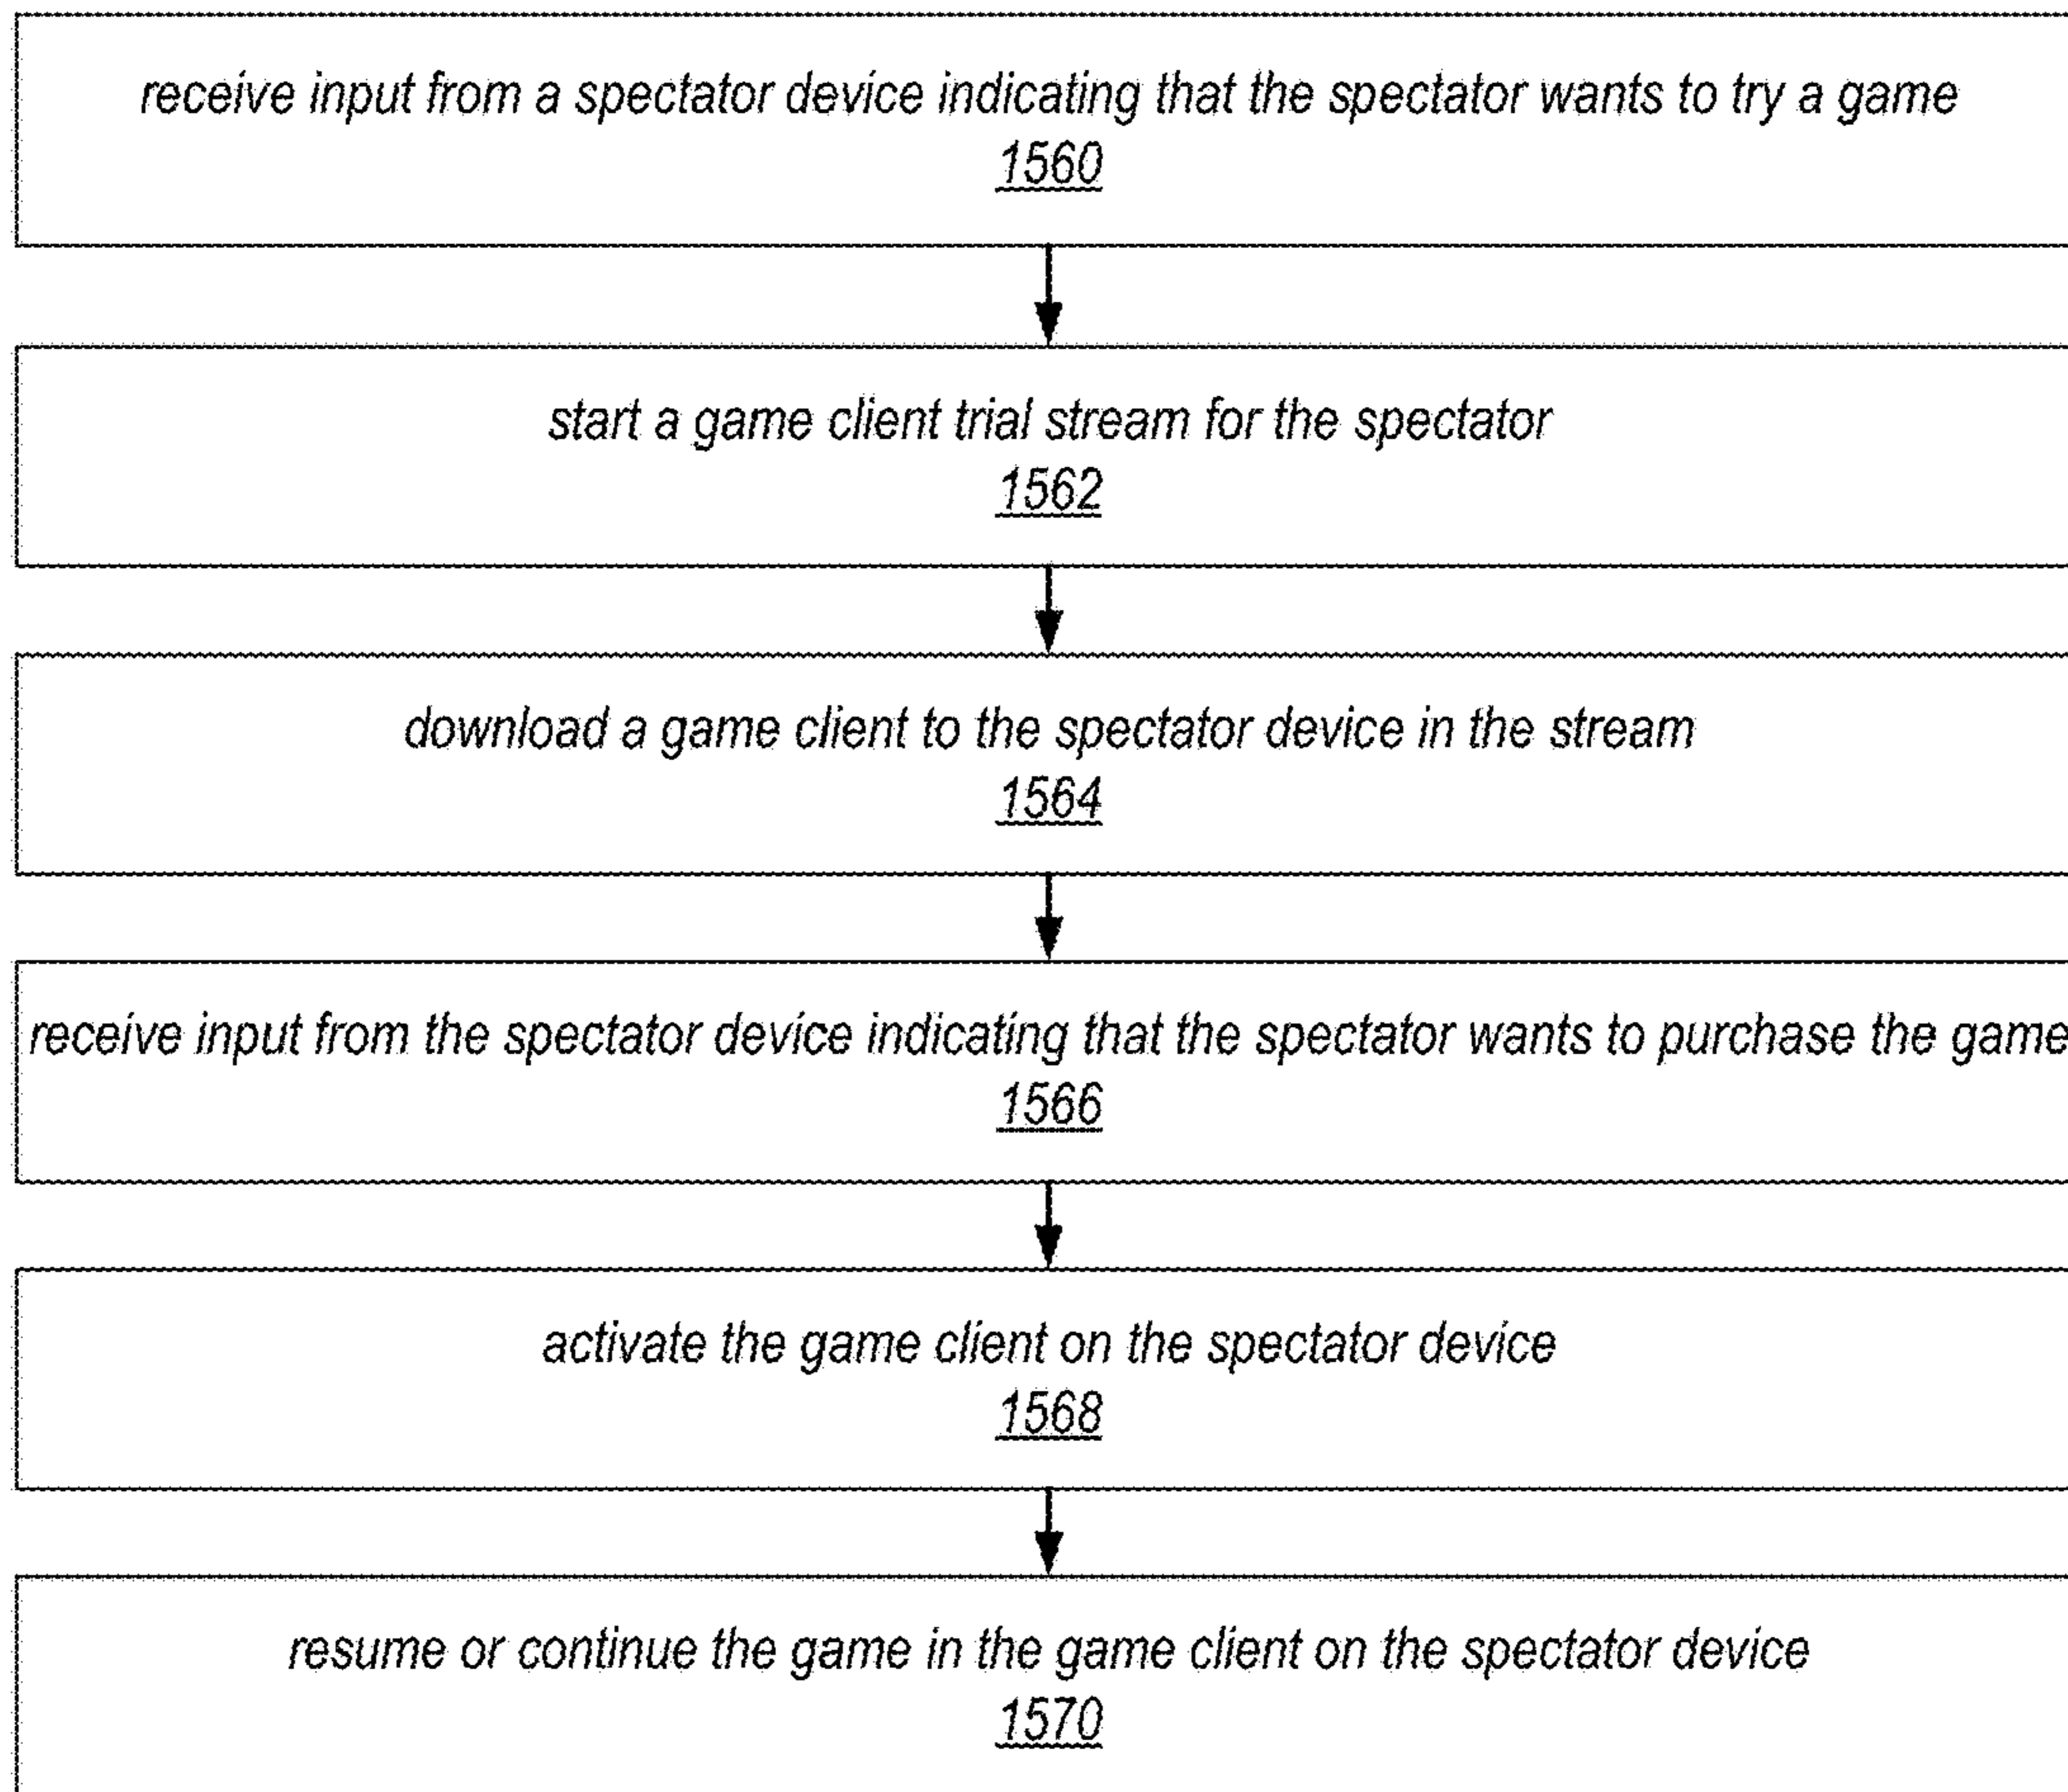 receive input from a spectator device indicating that the spectator wants to try a game
1560
start a game client trial stream for the spectator
1562
download a game client to the spectator device in the stream
1564
receive input from the spectator device indicating that the spectator wants to purchase the game
1566
activate the game client on the spectator device
1568
resume or continue the game in the game client on the spectator device
1570